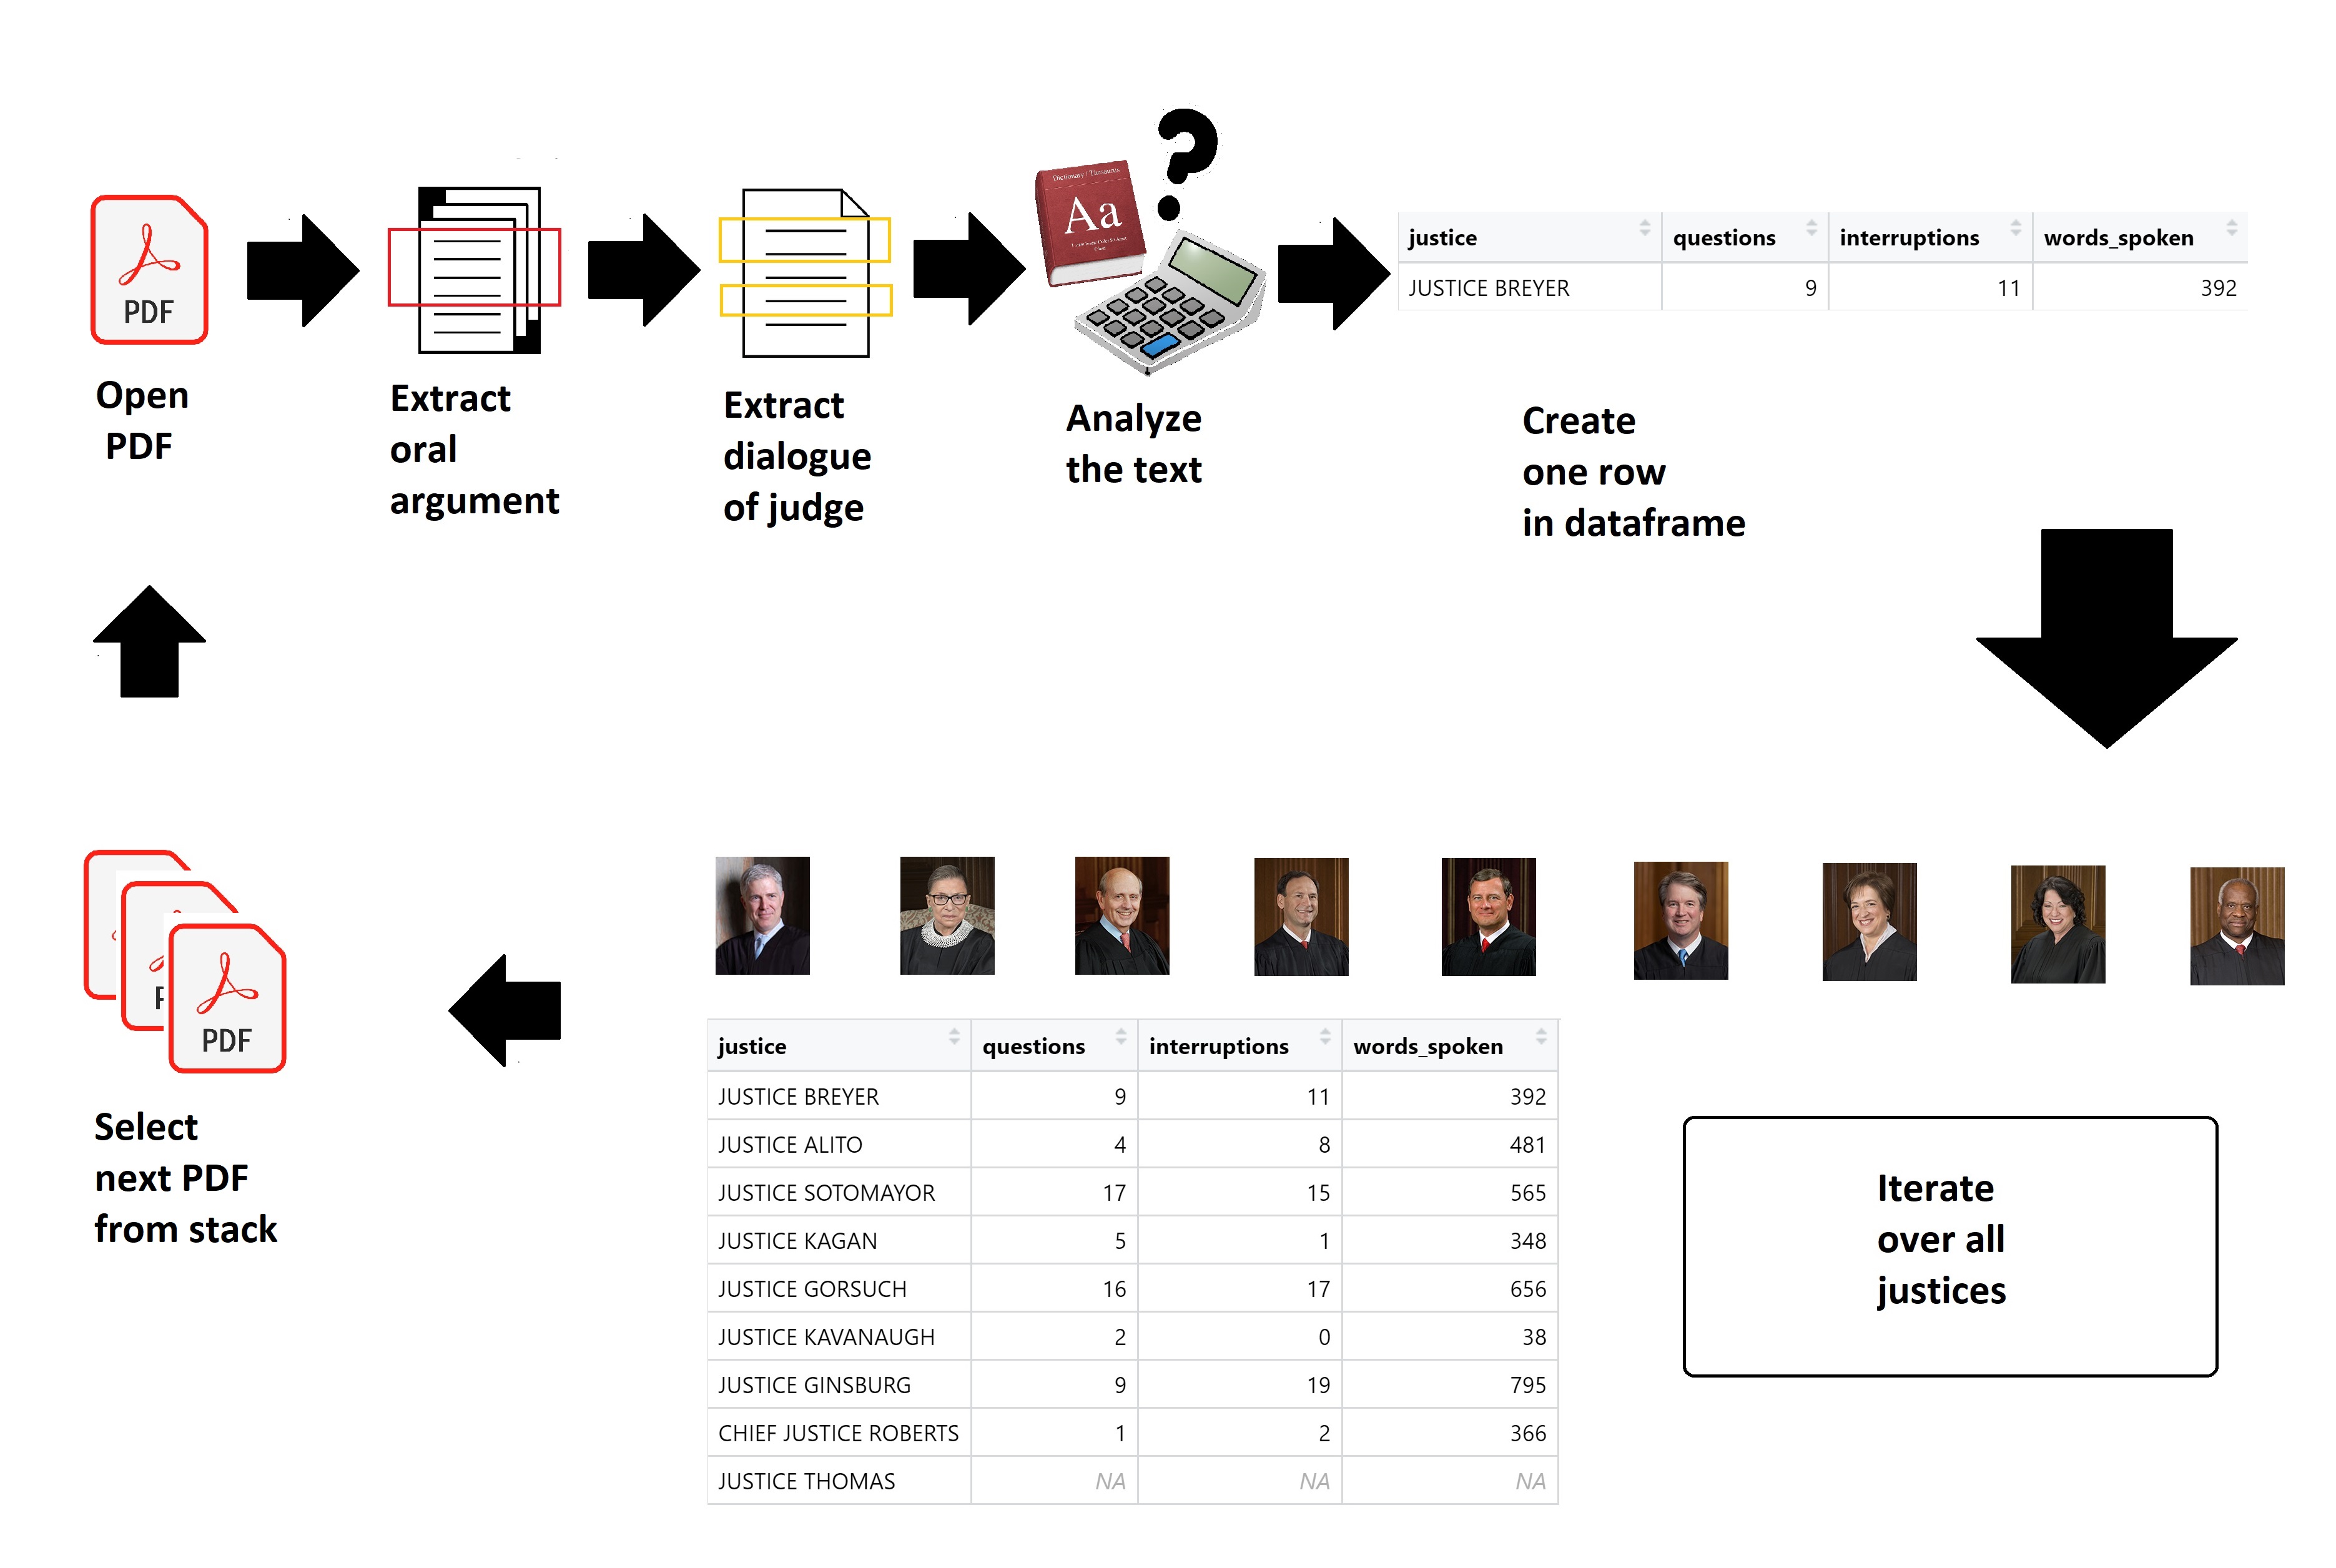 Dictionary / Thesaurus
Aa
PDF
Open
PDF
Extract
oral
argument
Extract
dialogue
of judge
Analyze
the text
justice questions interruptions words_spoken
JUSTICE BREYER 9 11 392
Create
one row
in dataframe
PDF
Select
next PDF
from stack
justice questions interruptions words_spoken
JUSTICE BREYER 9 11 392
JUSTICE ALITO 4 8 481
JUSTICE SOTOMAYOR 17 15 565
JUSTICE KAGAN 5 1 348
JUSTICE GORSUCH 16 17 656
JUSTICE KAVANAUGH 2 0 38
JUSTICE GINSBURG 9 19 795
CHIEF JUSTICE ROBERTS 1 2 366
JUSTICE THOMAS NA NA NA
Iterate
over all
justices